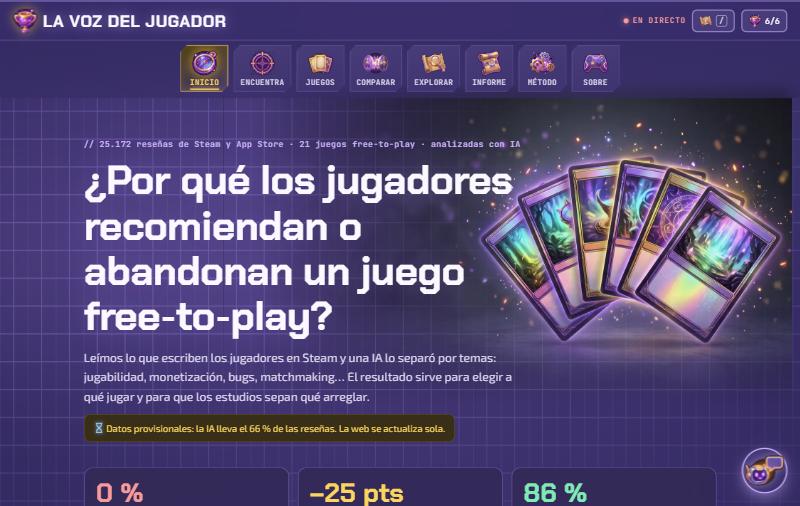 LA VOZ DEL JUGADOR
EN DIRECTO
/
6/6
INICIO
ENCUENTRA
JUEGOS
COMPARAR
EXPLORAR
INFORME
MÉTODO
SOBRE
// 25.172 reseñas de Steam y App Store · 21 juegos free-to-play · analizadas con IA
¿Por qué los jugadores
recomiendan o
abandonan un juego
free-to-play?
Leímos lo que escriben los jugadores en Steam y una IA lo separó por temas:
jugabilidad, monetización, bugs, matchmaking… El resultado sirve para elegir a
qué jugar y para que los estudios sepan qué arreglar.
Datos provisionales: la IA lleva el 66 % de las reseñas. La web se actualiza sola.
0 %
–25 pts
86 %